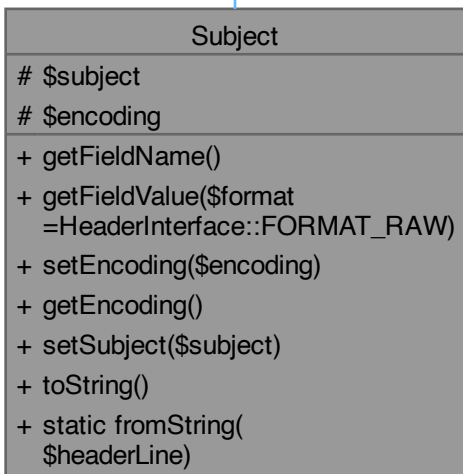 Subject
# $subject
# $encoding
+ getFieldName()
+ getFieldValue($format
=HeaderInterface::FORMAT_RAW)
+ setEncoding($encoding)
+ getEncoding()
+ setSubject($subject)
+ toString()
+ static fromString(
$headerLine)